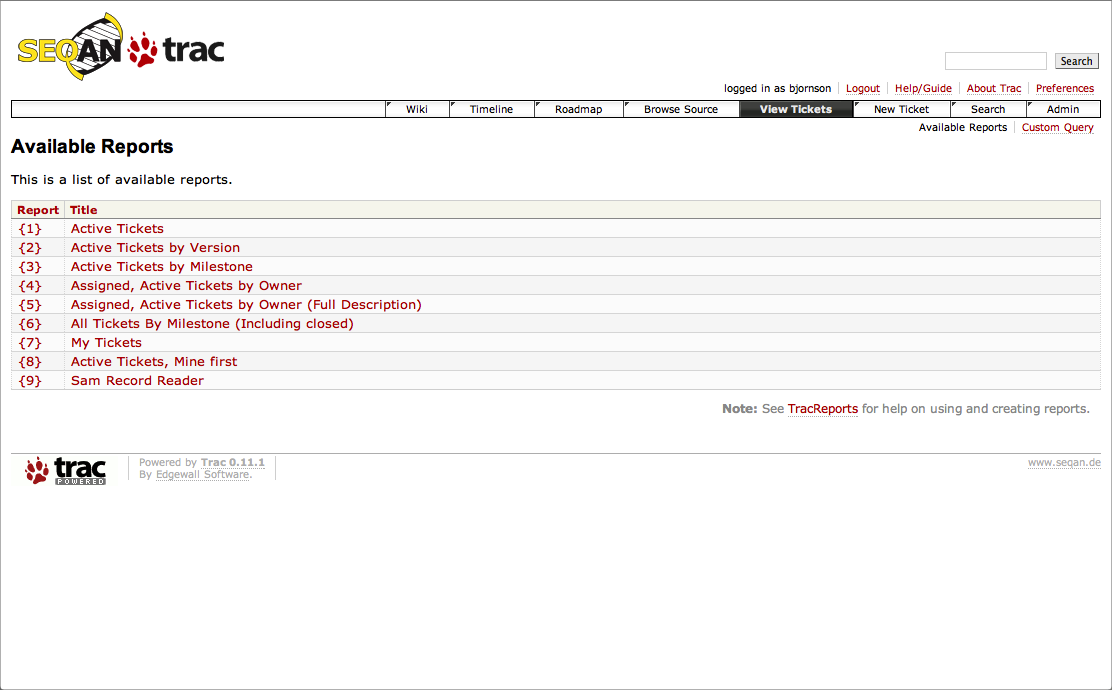 SEQAN trac
Search
logged in as bjornson Logout Help/Guide About Trac Preferences
Wiki Timeline Roadmap Browse Source View Tickets New Ticket Search Admin
Available Reports Custom Query
Available Reports
This is a list of available reports.
Report Title
{1} Active Tickets
{2} Active Tickets by Version
{3} Active Tickets by Milestone
{4} Assigned, Active Tickets by Owner
{5} Assigned, Active Tickets by Owner (Full Description)
{6} All Tickets By Milestone (Including closed)
{7} My Tickets
{8} Active Tickets, Mine first
{9} Sam Record Reader
Note: See TracReports for help on using and creating reports.
trac POWERED
Powered by Trac 0.11.1
By Edgewall Software.
www.seqan.de